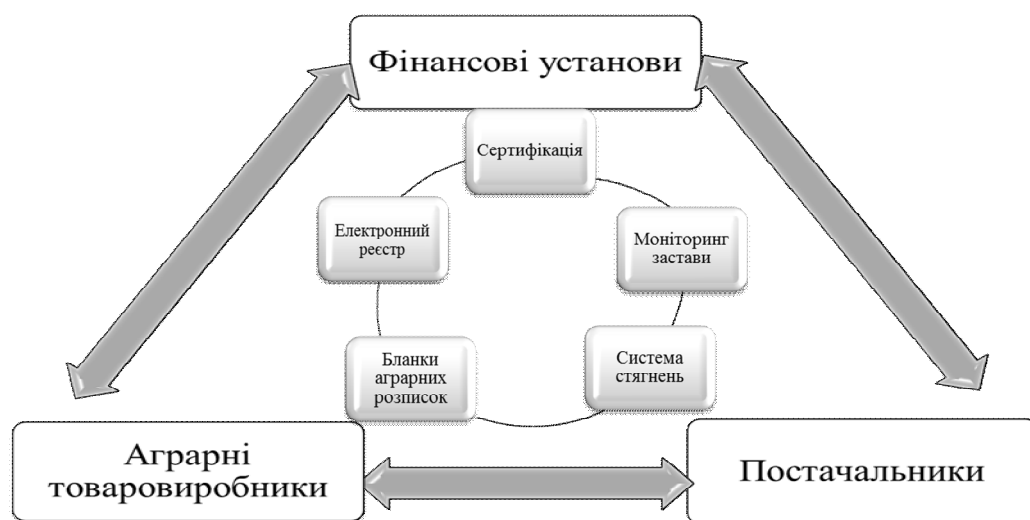 Фінансові установи
Сертифікація
Електронний
реєстр
Моніторинг
застави
Бланки
аграрних
розписок
Система
стягнень
Аграрні
товаровиробники
Постачальники